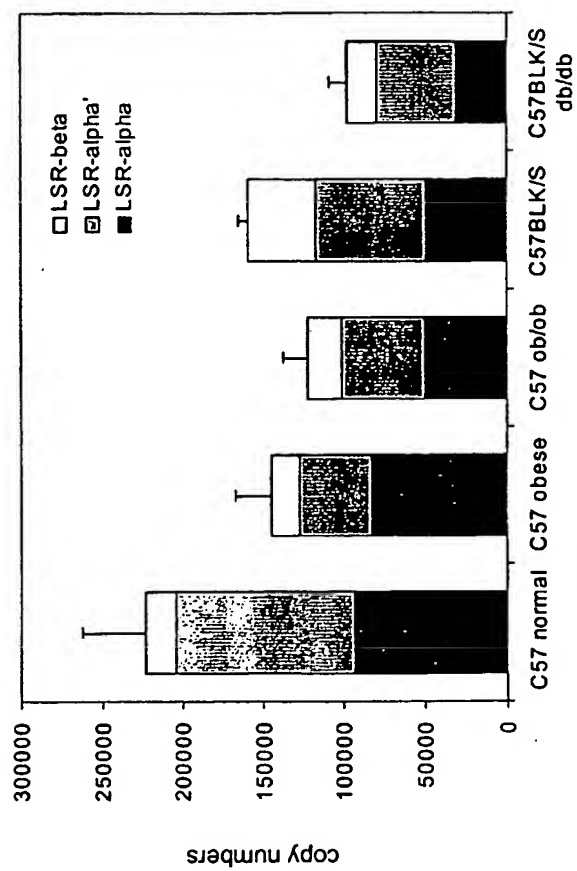 copy numbers
300000
250000
200000
150000
100000
50000
0
LSR-beta
LSR-alpha'
LSR-alpha
C57 normal
C57 obese
C57 ob/ob
C57BLK/S
C57BLK/S
db/db